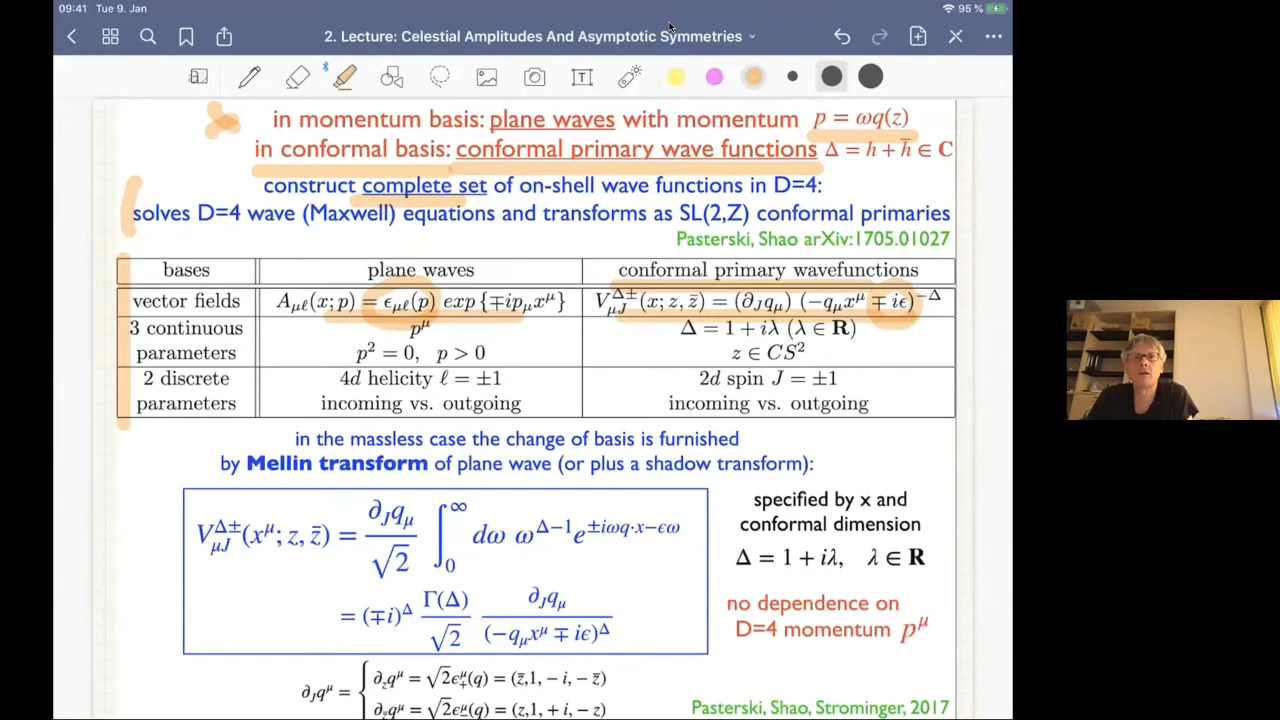 09:41 Tue 9. Jan
95 %
2. Lecture: Celestial Amplitudes And Asymptotic Symmetries
T
in momentum basis: plane waves with momentum p = ωq(z)
in conformal basis: conformal primary wave functions Δ = h + h̄ ∈ C
construct complete set of on-shell wave functions in D=4:
solves D=4 wave (Maxwell) equations and transforms as SL(2,Z) conformal primaries
Pasterski, Shao arXiv:1705.01027
bases plane waves conformal primary wavefunctions
vector fields A_{μℓ}(x; p) = ϵ_{μℓ}(p) exp {∓ip_μx^μ} V^{Δ±}_{μJ}(x; z, z̄) = (∂_J q_μ) (−q_μx^μ ∓ iϵ)^{−Δ}
3 continuous p^μ Δ = 1 + iλ (λ ∈ R)
parameters p² = 0, p > 0 z ∈ CS²
2 discrete 4d helicity ℓ = ±1 2d spin J = ±1
parameters incoming vs. outgoing incoming vs. outgoing
in the massless case the change of basis is furnished
by Mellin transform of plane wave (or plus a shadow transform):
V^{Δ±}_{μJ}(x^μ; z, z̄) = ∂_J q_μ / √2 ∫_0^∞ dω ω^{Δ−1} e^{±iωq·x−ϵω}
= (∓i)^Δ Γ(Δ) / √2 ∂_J q_μ / (−q_μx^μ ∓ iϵ)^Δ
specified by x and
conformal dimension
Δ = 1 + iλ, λ ∈ R
no dependence on
D=4 momentum p^μ
∂_J q^μ = { ∂_z q^μ = √2ϵ^μ_+(q) = (z̄,1, − i, − z̄)
∂_z̄ q^μ = √2ϵ^μ_−(q) = (z,1, + i, − z)
Pasterski, Shao, Strominger, 2017